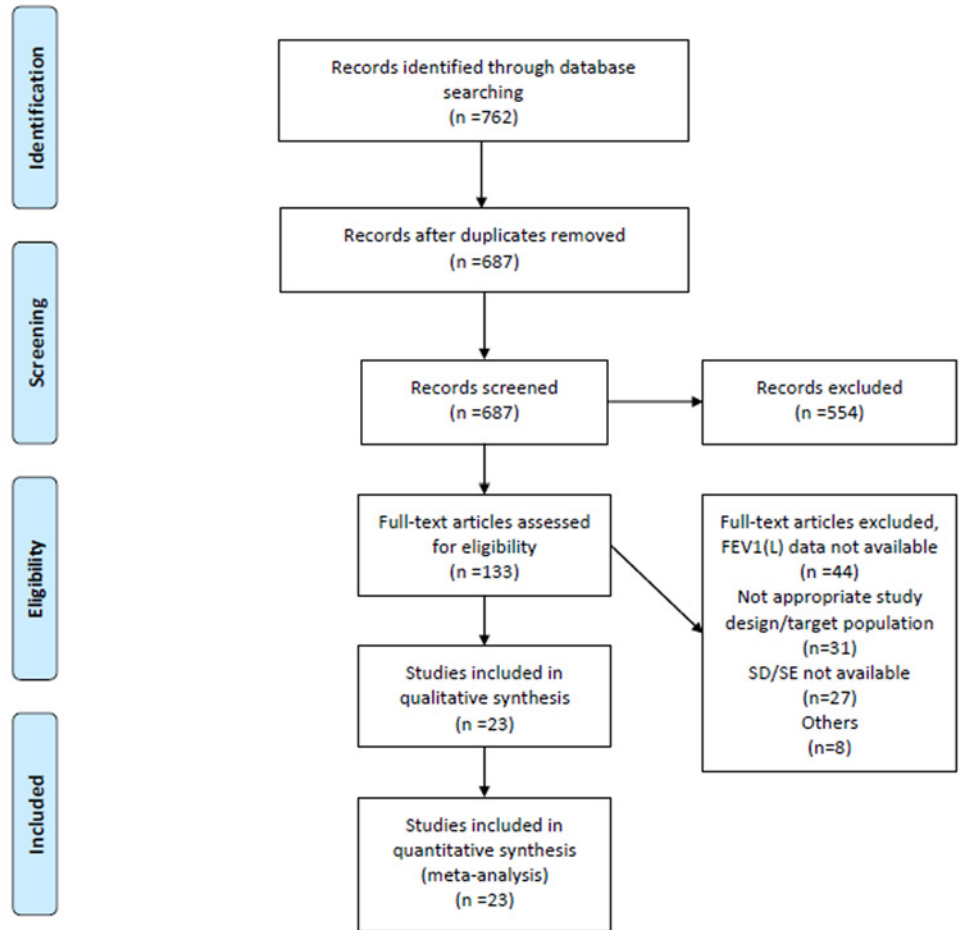 Identification
Records identified through database
searching
(n =762)
Records after duplicates removed
(n =687)
Screening
Records screened
(n =687)
Records excluded
(n =554)
Eligibility
Full-text articles assessed
for eligibility
(n =133)
Full-text articles excluded,
FEV1(L) data not available
(n =44)
Not appropriate study
design/target population
(n=31)
SD/SE not available
(n=27)
Others
(n=8)
Studies included in
qualitative synthesis
(n =23)
Included
Studies included in
quantitative synthesis
(meta-analysis)
(n =23)